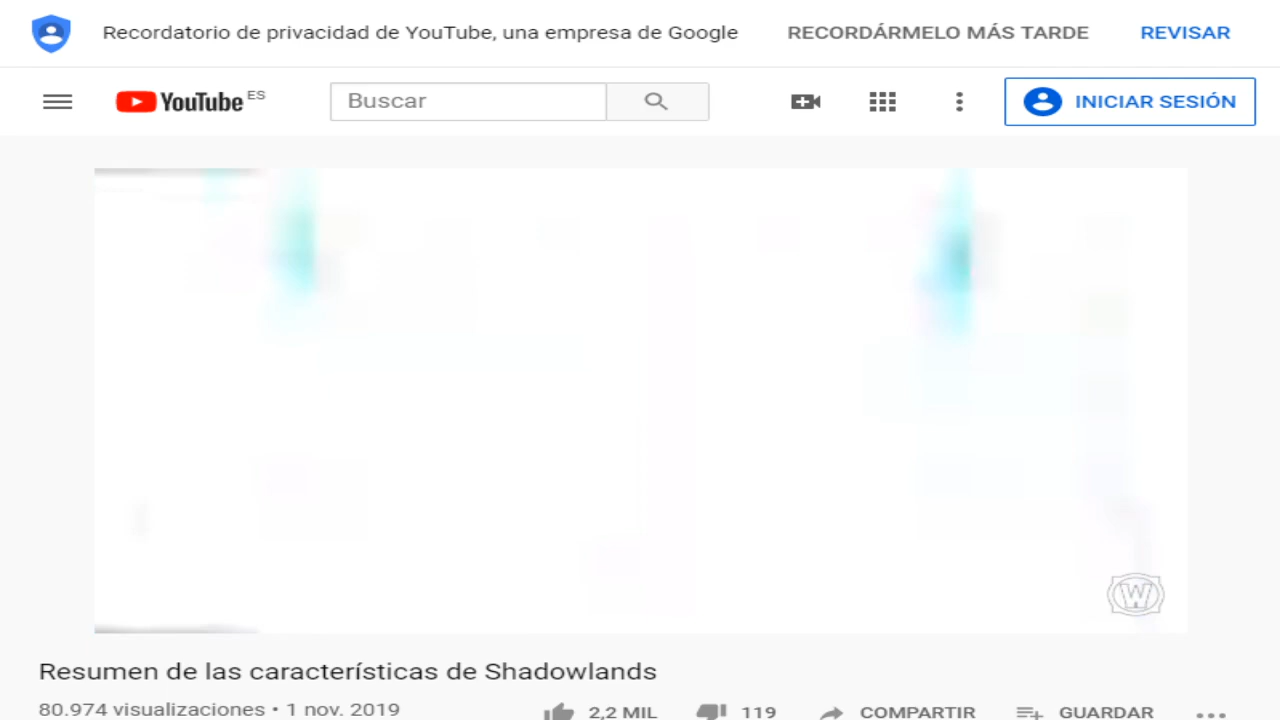 Recordatorio de privacidad de YouTube, una empresa de Google RECORDÁRMELO MÁS TARDE REVISAR
YouTube ES Buscar INICIAR SESIÓN
W
Resumen de las características de Shadowlands
80.974 visualizaciones • 1 nov. 2019 2,2 MIL 119 COMPARTIR GUARDAR